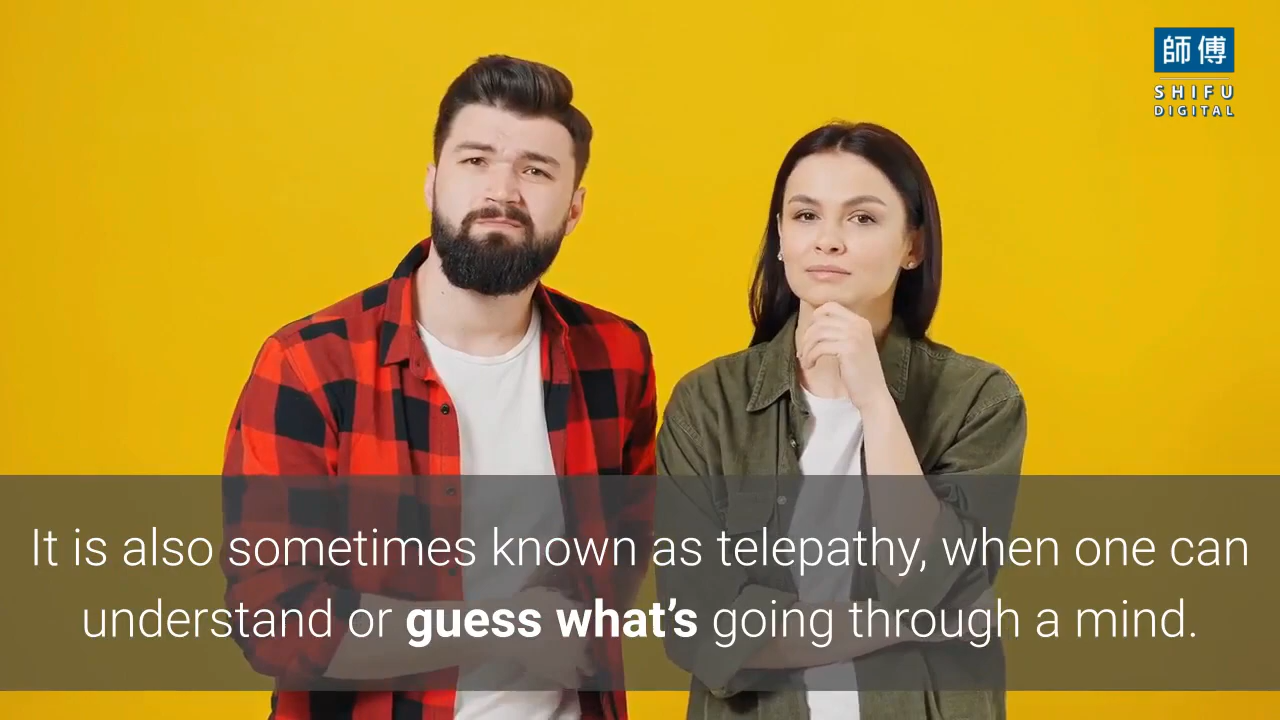 師傅
SHIFU
DIGITAL
It is also sometimes known as telepathy, when one can
understand or guess what’s going through a mind.